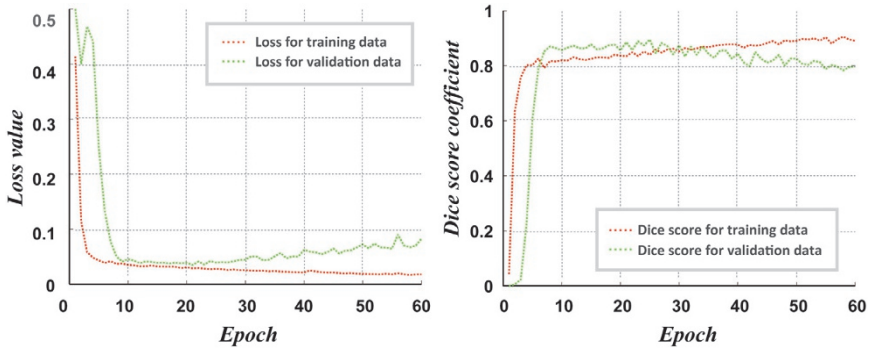 0.5
0.4
0.3
0.2
0.1
0
0 10 20 30 40 50 60
Loss value
Epoch
Loss for training data
Loss for validation data
1
0.8
0.6
0.4
0.2
0
0 10 20 30 40 50 60
Dice score coefficient
Epoch
Dice score for training data
Dice score for validation data